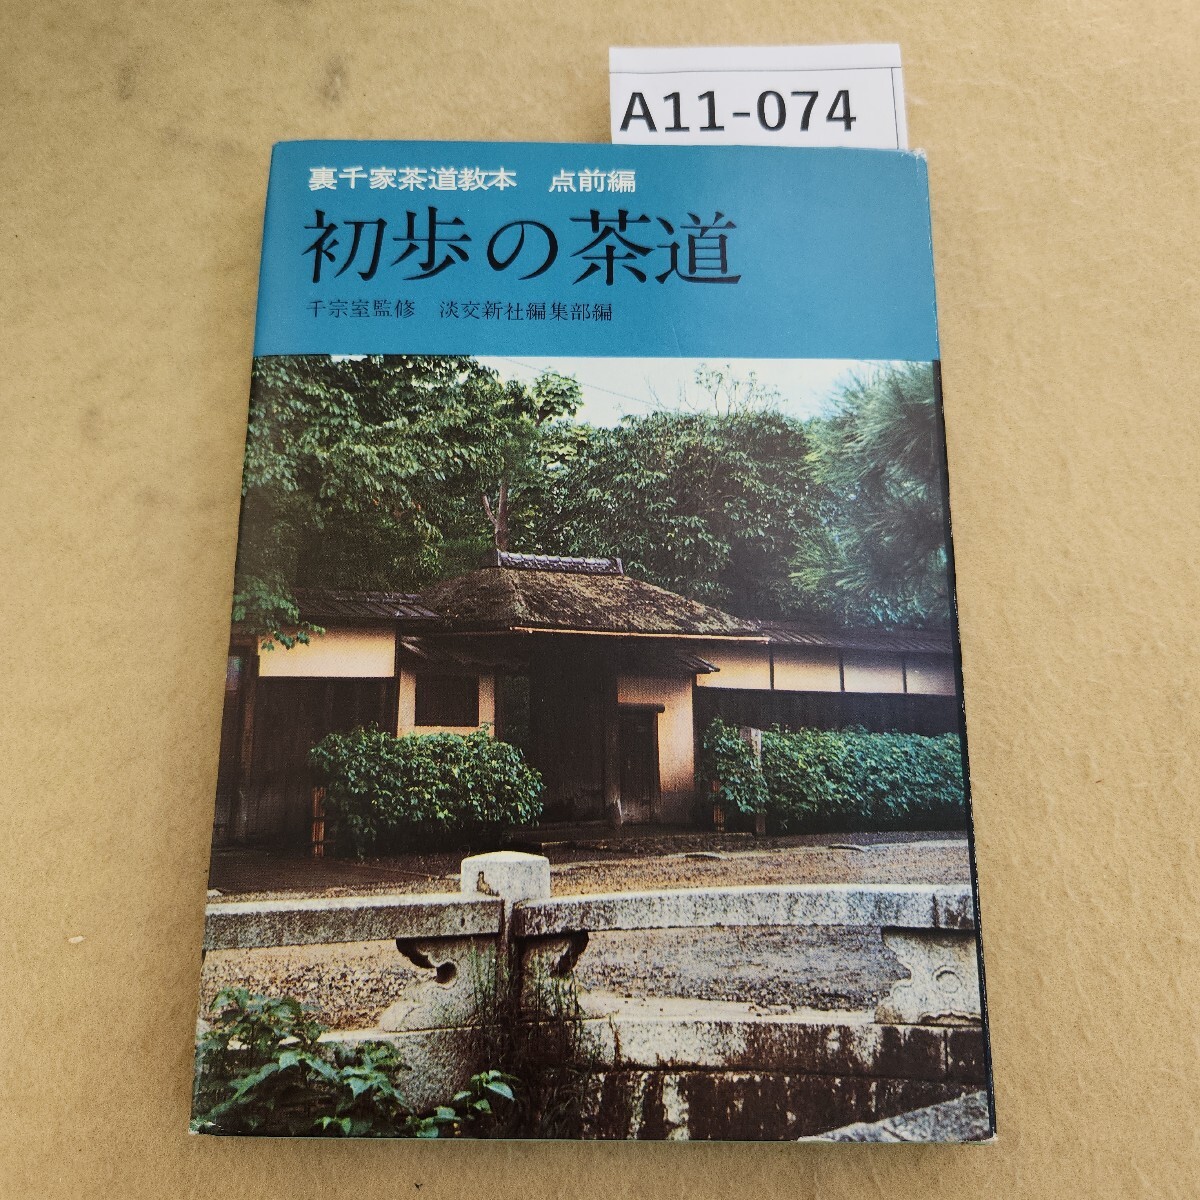 A11-074
裏千家茶道教本 点前編
初歩の茶道
千宗室監修 淡交新社編集部編